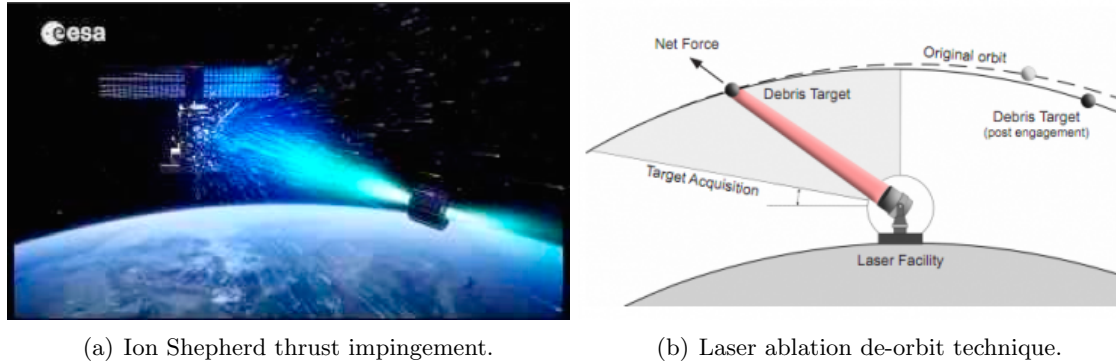 esa
Net Force
Original orbit
Debris Target
Debris Target
(post engagement)
Target Acquisition
Laser Facility
(a) Ion Shepherd thrust impingement.
(b) Laser ablation de-orbit technique.